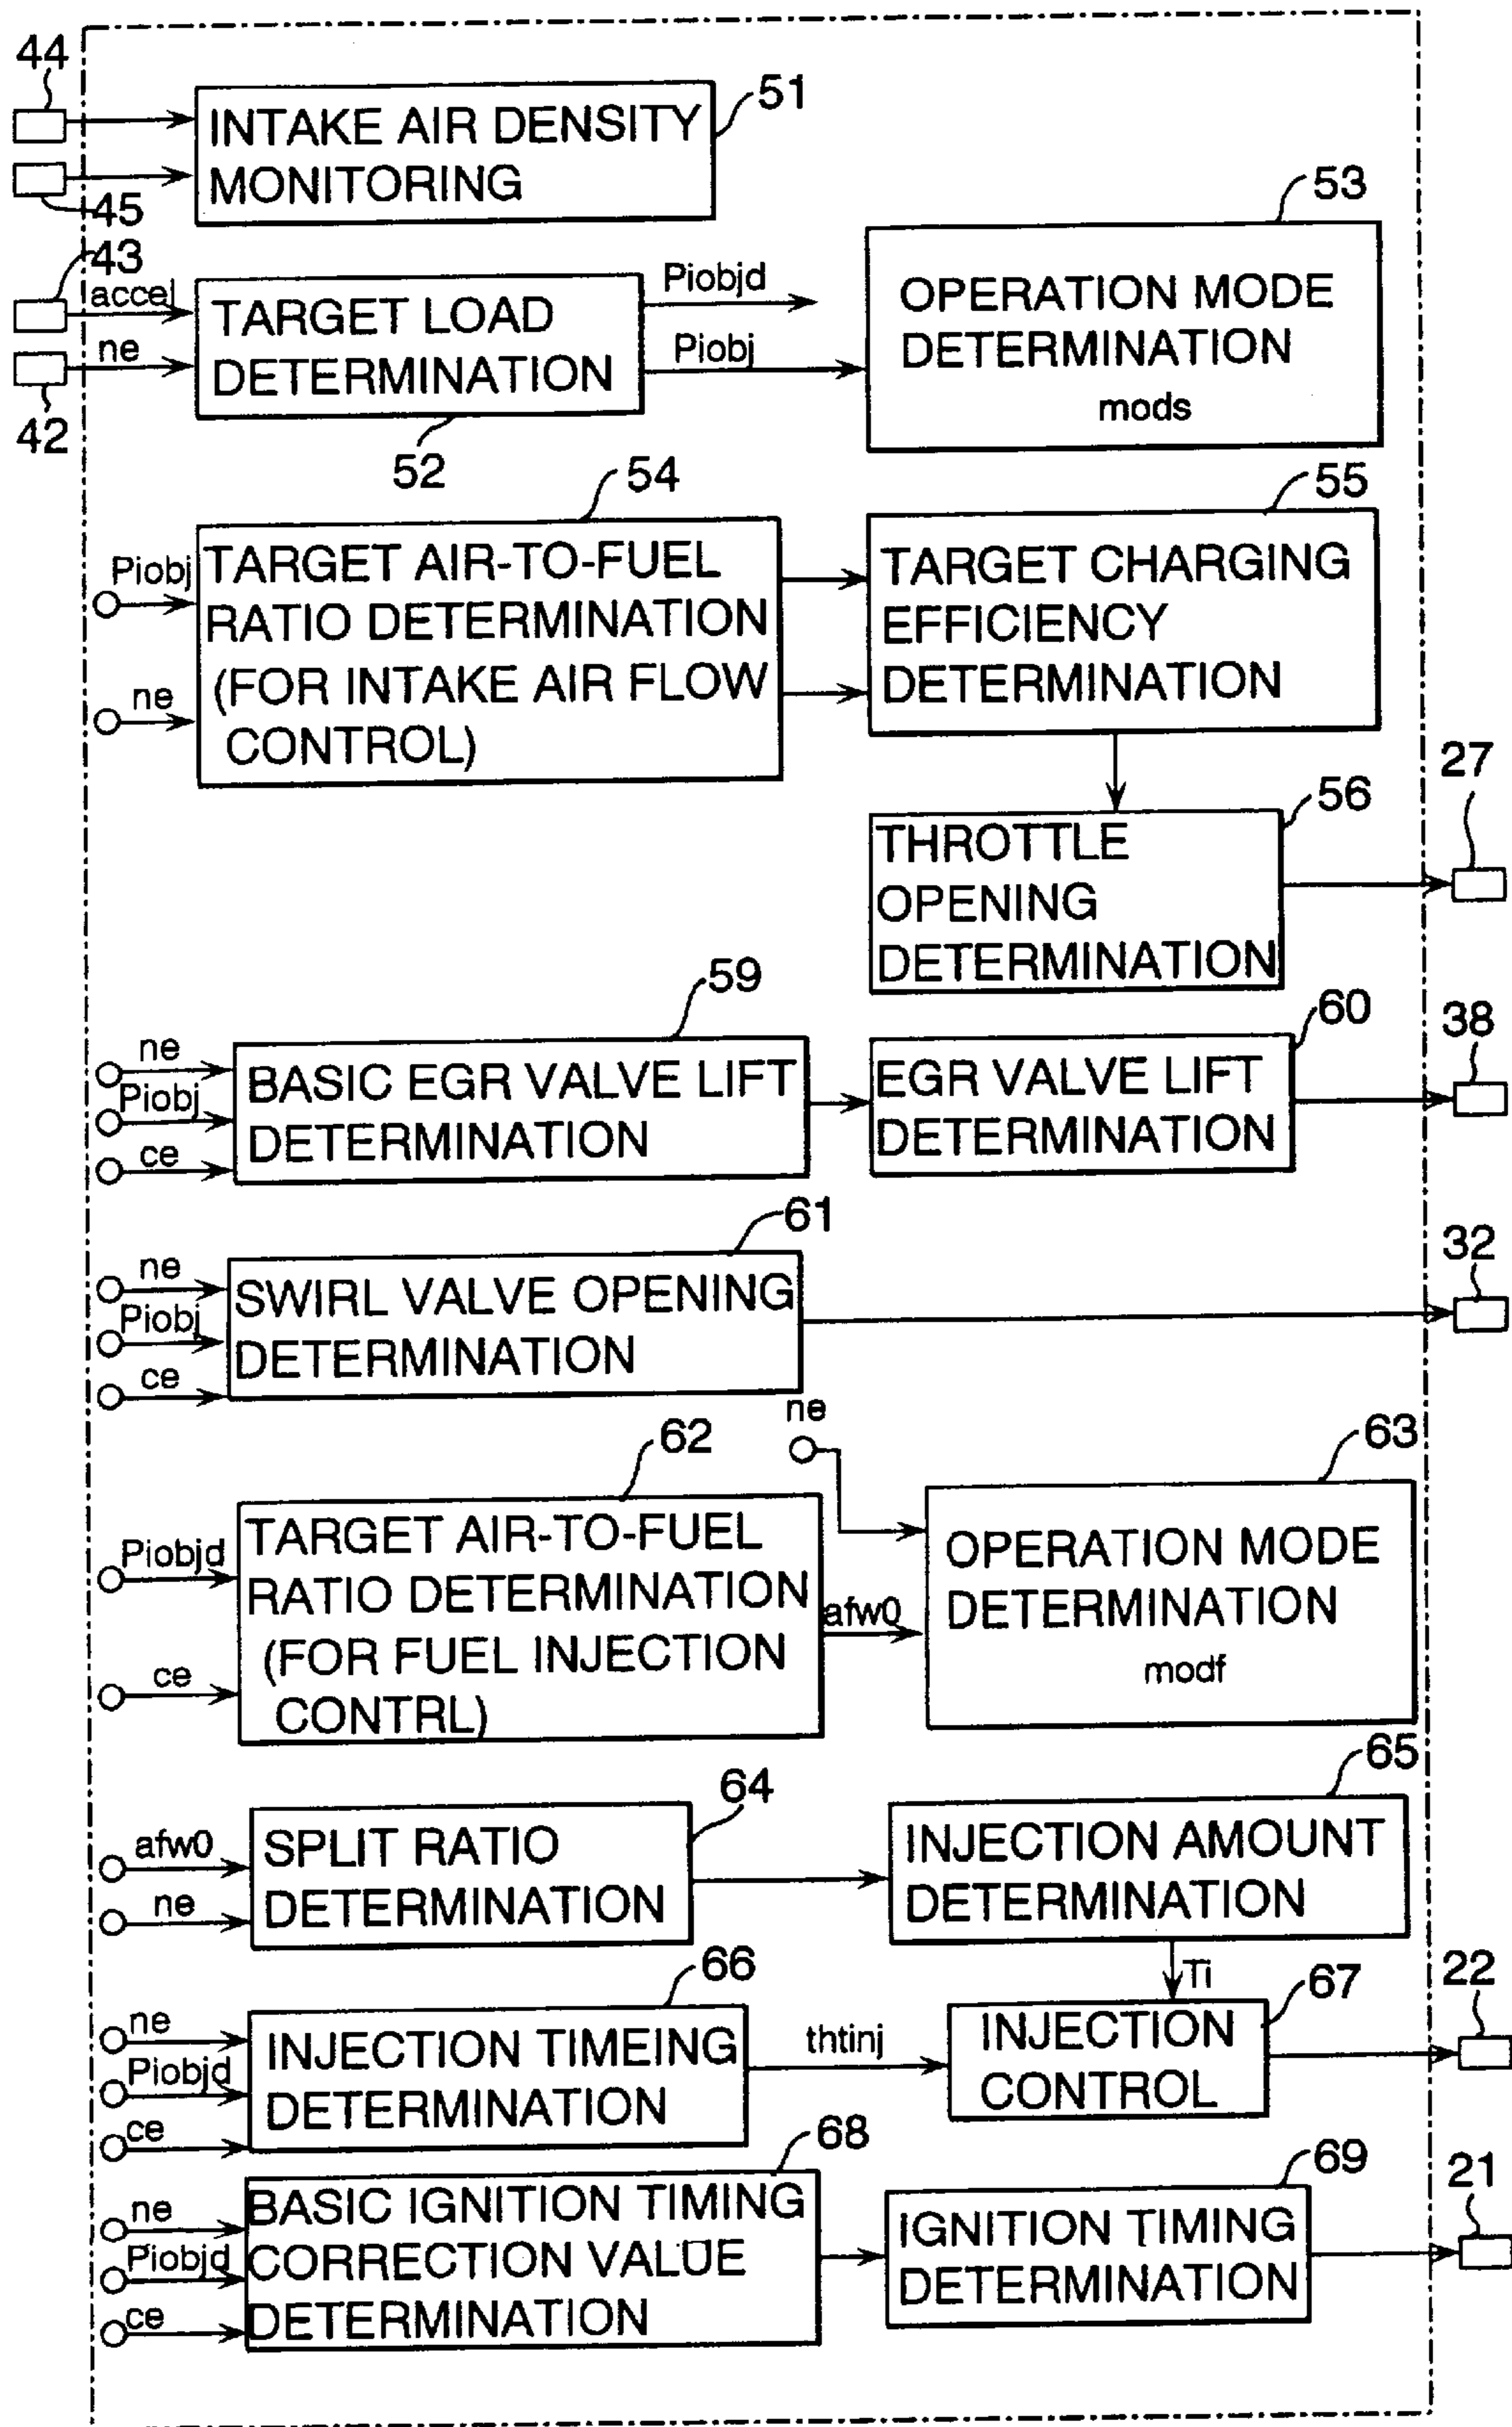 44
INTAKE AIR DENSITY
MONITORING
51
45
43
accel
ne
42
TARGET LOAD
DETERMINATION
52
Piobjd
Piobj
53
OPERATION MODE
DETERMINATION
mods
54
Piobj
ne
TARGET AIR-TO-FUEL
RATIO DETERMINATION
(FOR INTAKE AIR FLOW
CONTROL)
55
TARGET CHARGING
EFFICIENCY
DETERMINATION
56
THROTTLE
OPENING
DETERMINATION
27
59
ne
Piobj
ce
BASIC EGR VALVE LIFT
DETERMINATION
60
EGR VALVE LIFT
DETERMINATION
38
61
ne
Piobj
ce
SWIRL VALVE OPENING
DETERMINATION
32
62
Piobjd
ce
TARGET AIR-TO-FUEL
RATIO DETERMINATION
(FOR FUEL INJECTION
CONTRL)
ne
afw0
63
OPERATION MODE
DETERMINATION
modf
64
afw0
ne
SPLIT RATIO
DETERMINATION
65
INJECTION AMOUNT
DETERMINATION
Ti
66
ne
Piobjd
ce
INJECTION TIMEING
DETERMINATION
thtinj
67
INJECTION
CONTROL
22
68
ne
Piobjd
ce
BASIC IGNITION TIMING
CORRECTION VALUE
DETERMINATION
69
IGNITION TIMING
DETERMINATION
21